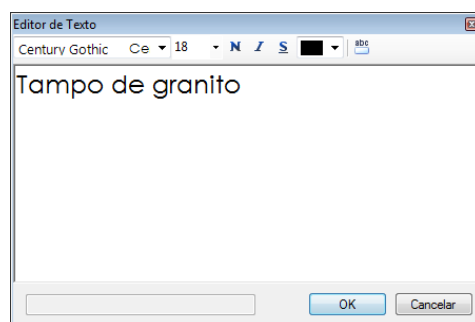 Editor de Texto
Century Gothic Ce 18 N I S abc
Tampo de granito
OK Cancelar